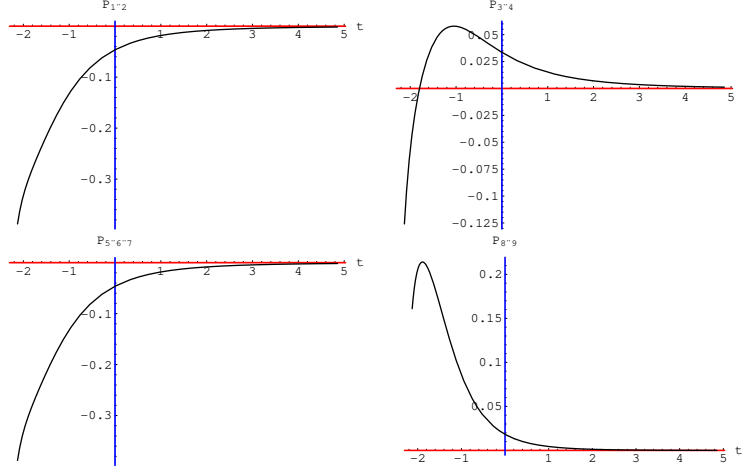 P1~2
-2 -1 1 2 3 4 5 t
-0.1
-0.2
-0.3
P3~4
0.05
0.025
-2 -1 1 2 3 4 5
-0.025
-0.05
-0.075
-0.1
-0.125
P5~6~7
-2 -1 1 2 3 4 5 t
-0.1
-0.2
-0.3
P8~9
0.2
0.15
0.1
0.05
-2 -1 1 2 3 4 5 t